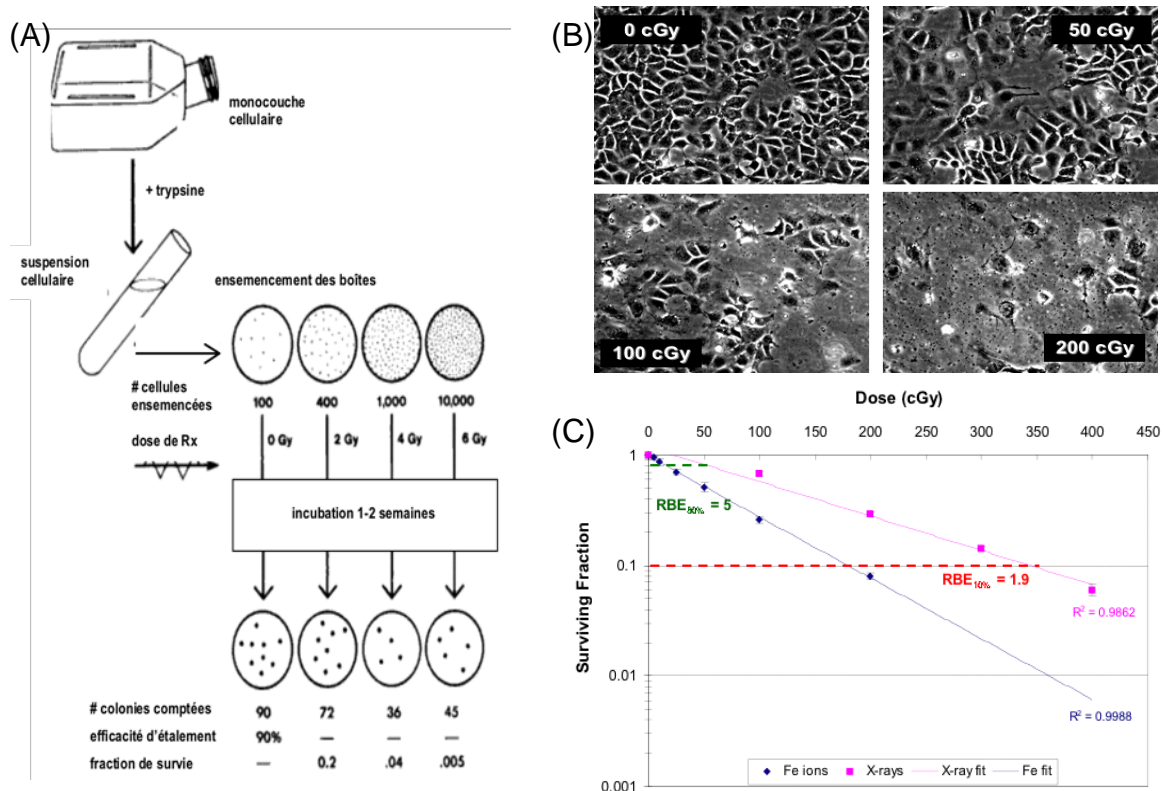 (A)
monocouche
cellulaire
+ trypsine
suspension
cellulaire
ensemencement des boîtes
# cellules
ensemencées
100 400 1,000 10,000
dose de Rx
0 Gy 2 Gy 4 Gy 6 Gy
incubation 1-2 semaines
# colonies comptées 90 72 36 45
efficacité d'étalement 90% — — —
fraction de survie — 0.2 .04 .005
(B)
0 cGy
50 cGy
100 cGy
200 cGy
(C)
Dose (cGy)
0 50 100 150 200 250 300 350 400 450
Surviving Fraction
1
0.1
0.01
0.001
RBE80% = 5
RBE10% = 1.9
R² = 0.9862
R² = 0.9988
Fe ions X-rays X-ray fit Fe fit